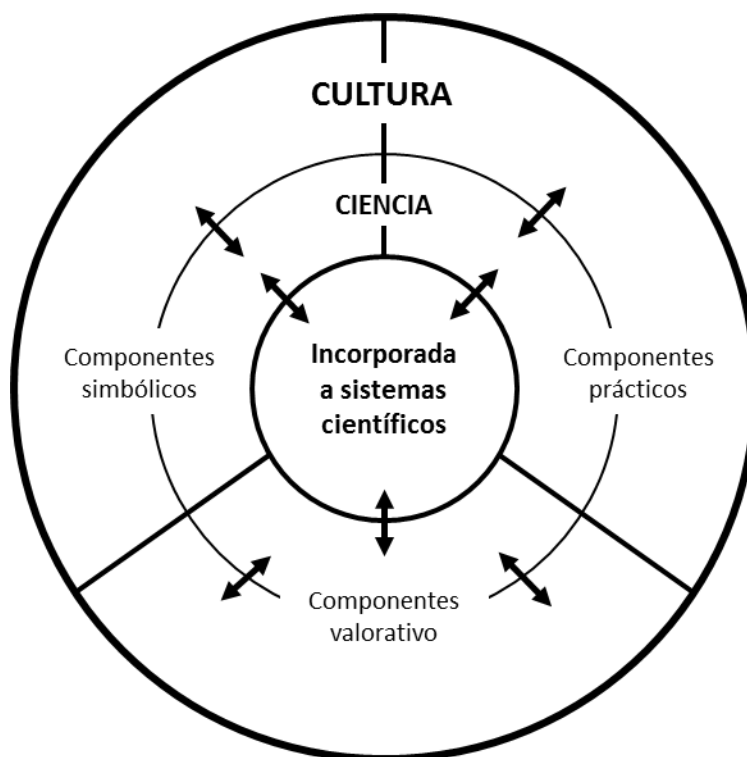 CULTURA
CIENCIA
Incorporada
a sistemas
científicos
Componentes
simbólicos
Componentes
prácticos
Componentes
valorativo